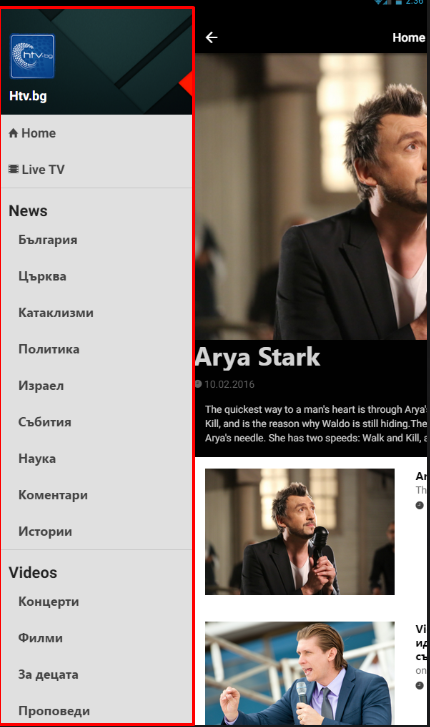 2:36
Htv.bg
Htv.bg
Home
Live TV
News
България
Църква
Катаклизми
Политика
Израел
Събития
Наука
Коментари
Истории
Videos
Концерти
Филми
За децата
Проповеди
Home
Arya Stark
10.02.2016
The quickest way to a man's heart is through Arya's
Kill, and is the reason why Waldo is still hiding.The
Arya's needle. She has two speeds: Walk and Kill, a
Ar
Th
Vi
ид
съ
on